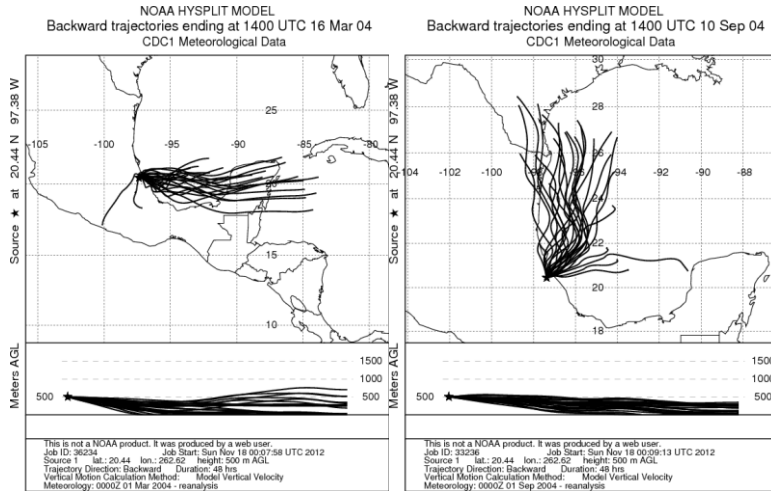 NOAA HYSPLIT MODEL
Backward trajectories ending at 1400 UTC 16 Mar 04
CDC1 Meteorological Data
Source ★ at 20.44 N 97.38 W
-105
-100
-95
-90
-85
-80
25
20
15
10
Meters AGL
500
1500
1000
500
This is not a NOAA product. It was produced by a web user.
Job ID: 36234 Job Start: Sun Nov 18 00:07:58 UTC 2012
Source 1 lat.: 20.44 lon.: 262.62 height: 500 m AGL
Trajectory Direction: Backward Duration: 48 hrs
Vertical Motion Calculation Method: Model Vertical Velocity
Meteorology: 0000Z 01 Mar 2004 - reanalysis
NOAA HYSPLIT MODEL
Backward trajectories ending at 1400 UTC 10 Sep 04
CDC1 Meteorological Data
Source ★ at 20.44 N 97.38 W
30
28
26
24
22
20
18
-104
-102
-100
-98
-96
-94
-92
-90
-88
Meters AGL
500
1500
1000
500
This is not a NOAA product. It was produced by a web user.
Job ID: 33236 Job Start: Sun Nov 18 00:09:13 UTC 2012
Source 1 lat.: 20.44 lon.: 262.62 height: 500 m AGL
Trajectory Direction: Backward Duration: 48 hrs
Vertical Motion Calculation Method: Model Vertical Velocity
Meteorology: 0000Z 01 Sep 2004 - reanalysis